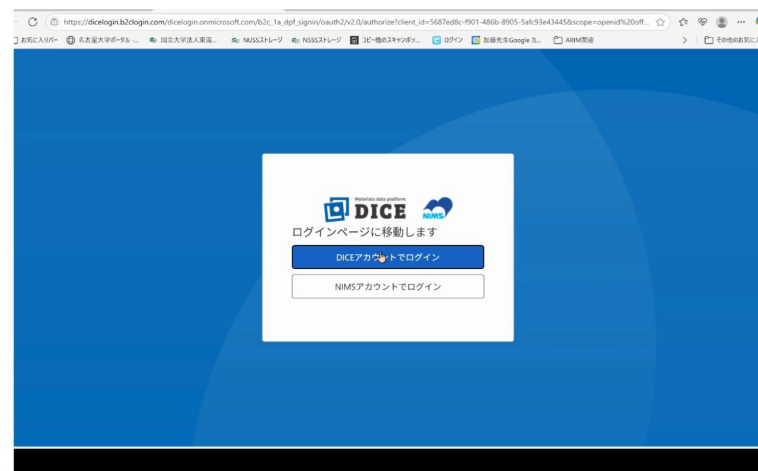 https://dicelogin.b2clogin.com/dicelogin.onmicrosoft.com/b2c_1a_dpf_signin/oauth2/v2.0/authorize?client_id=5687ed8c-f901-486b-8905-5afc93e43445&scope=openid%20off...
お気に入りバー 名古屋大学ポータル -... 国立大学法人東海... NUSSストレージ NSSSストレージ コピー機のスキャンボッ... ログイン 加藤先生Google カ... ARIM関連 その他のお気に入
Materials data platform
DICE NIMS
ログインページに移動します
DICEアカウントでログイン
NIMSアカウントでログイン